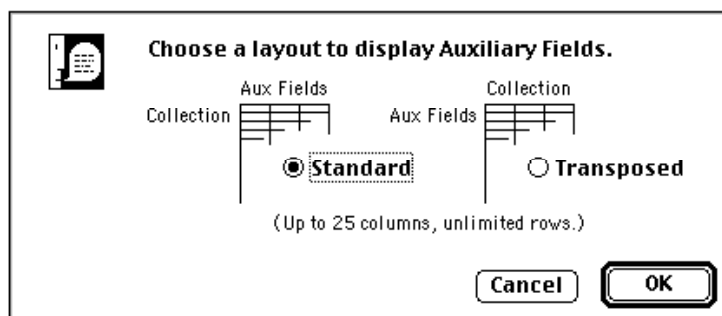 Choose a layout to display Auxiliary Fields.
Aux Fields
Collection
Collection
Aux Fields
Standard
Transposed
(Up to 25 columns, unlimited rows.)
Cancel
OK